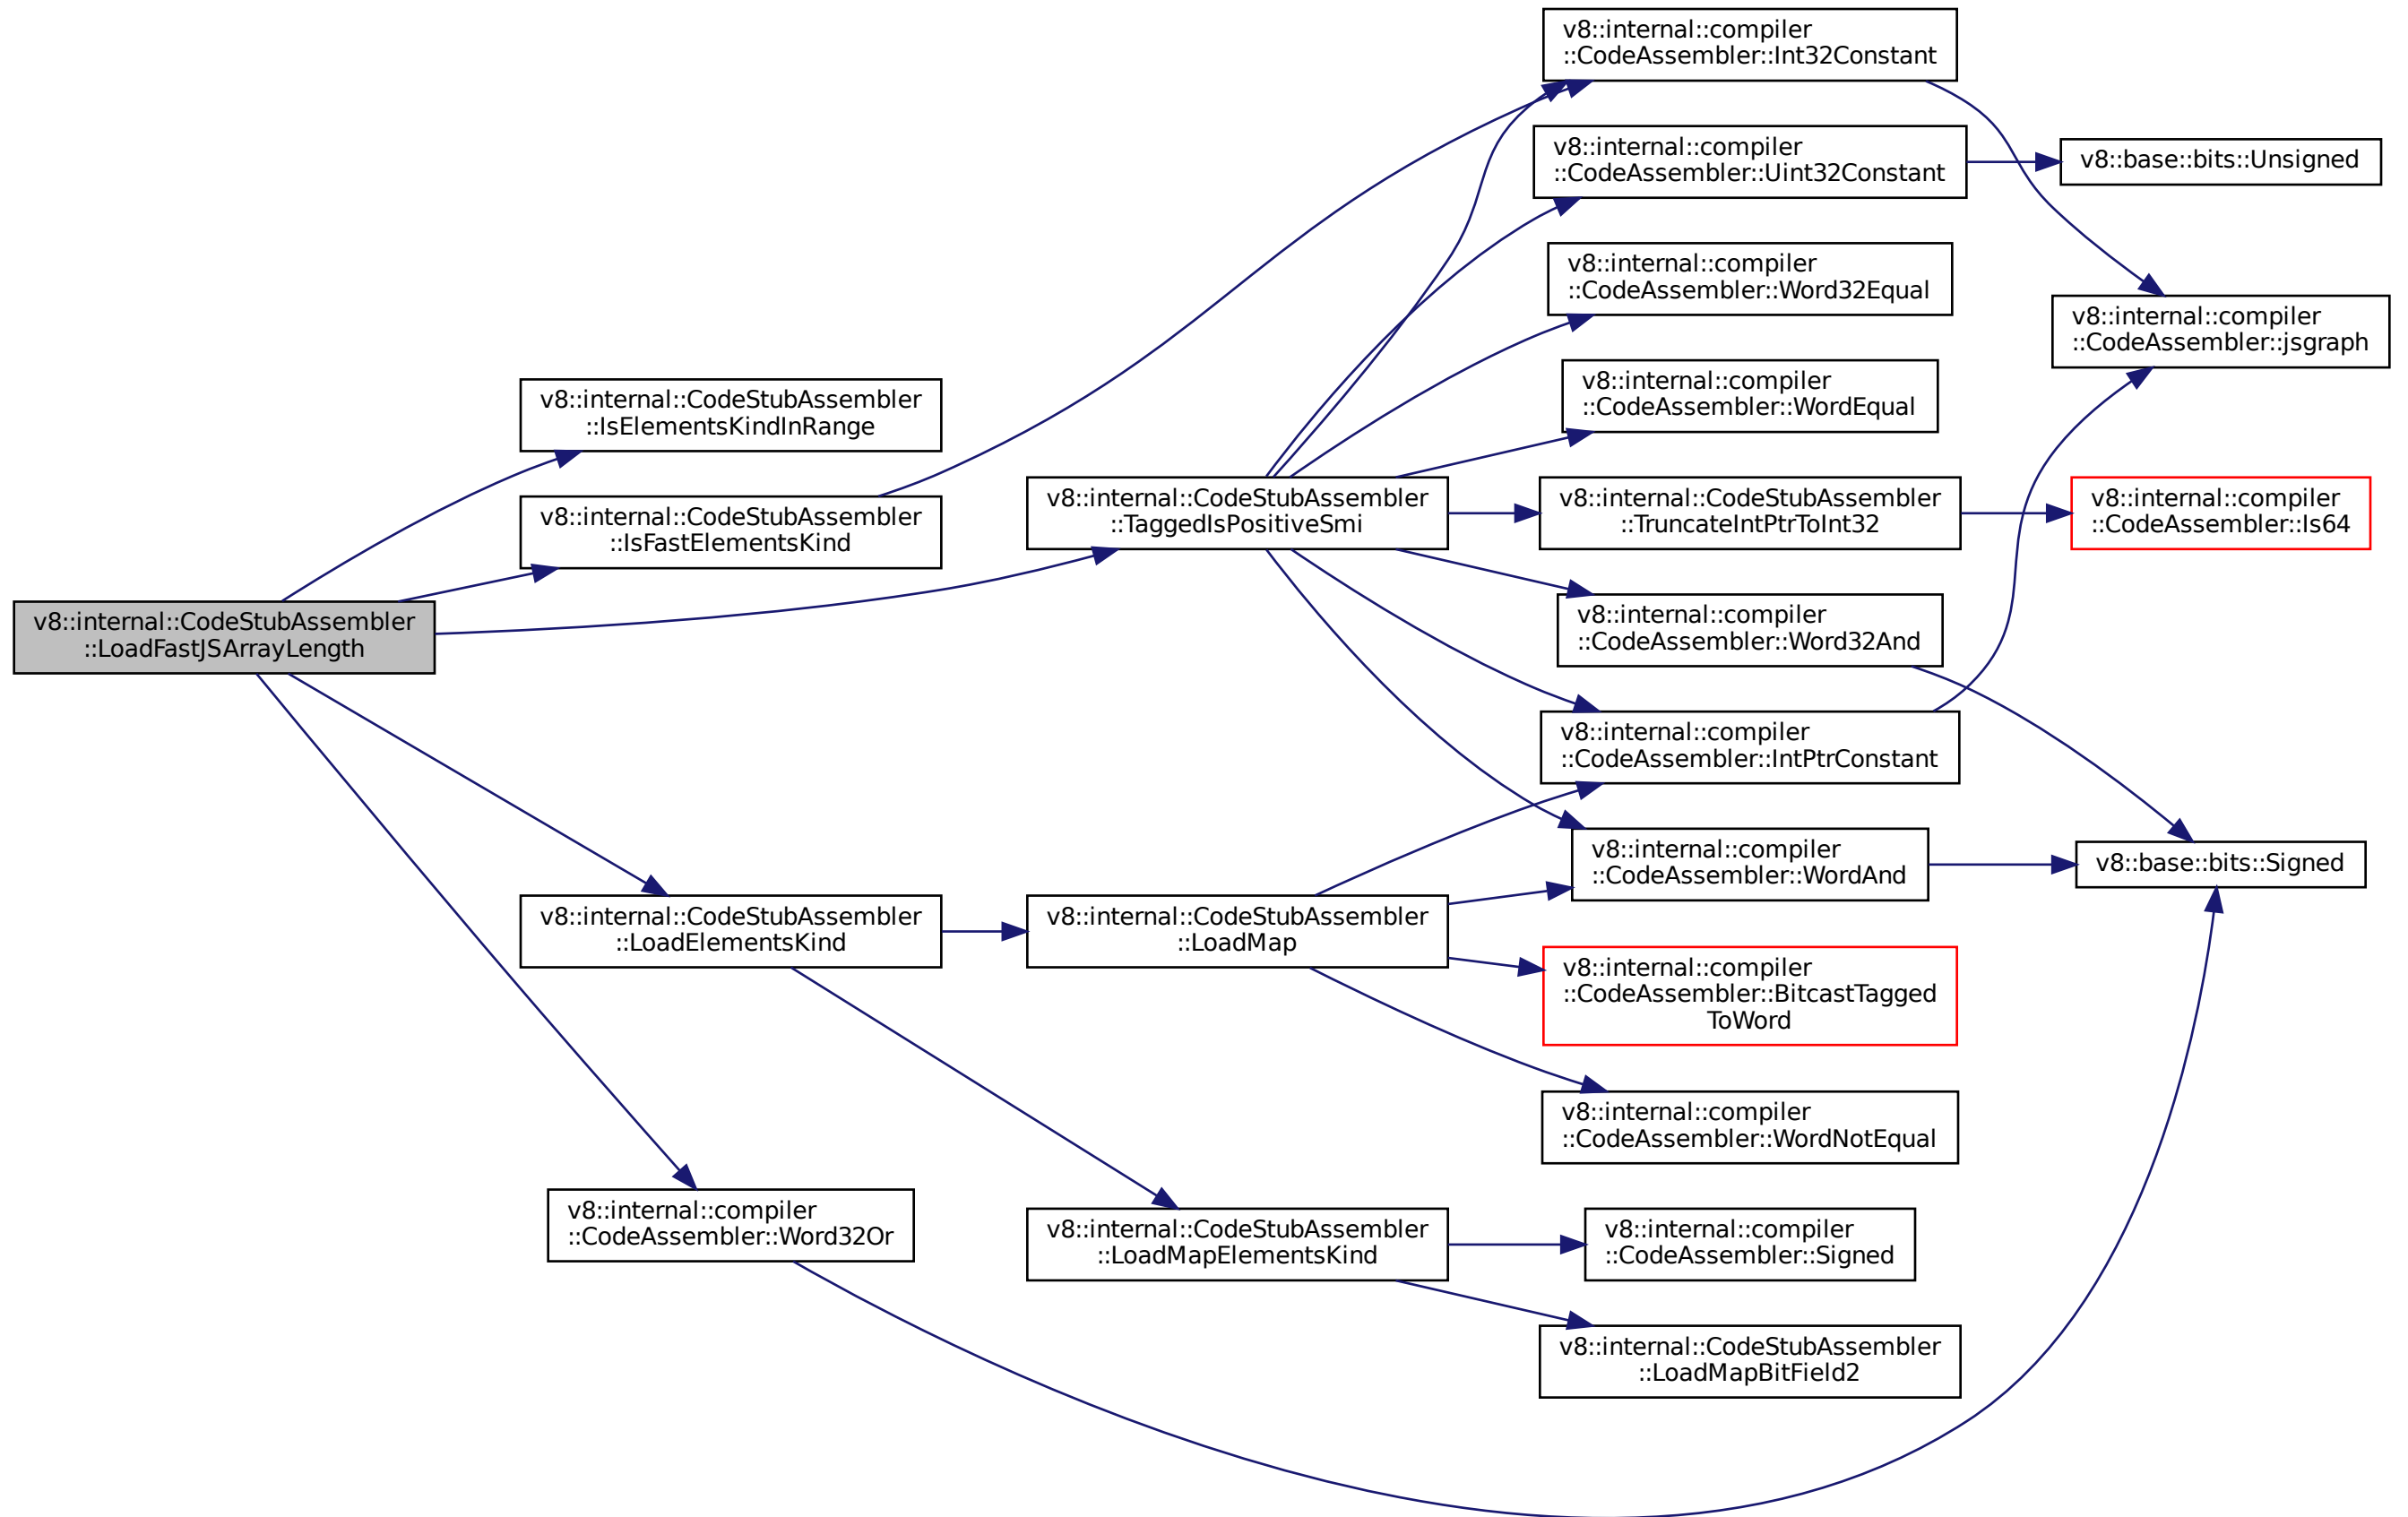 v8::internal::CodeStubAssembler
::LoadFastJSArrayLength
v8::internal::CodeStubAssembler
::IsElementsKindInRange
v8::internal::CodeStubAssembler
::IsFastElementsKind
v8::internal::CodeStubAssembler
::LoadElementsKind
v8::internal::compiler
::CodeAssembler::Word32Or
v8::internal::CodeStubAssembler
::TaggedIsPositiveSmi
v8::internal::CodeStubAssembler
::LoadMap
v8::internal::CodeStubAssembler
::LoadMapElementsKind
v8::internal::compiler
::CodeAssembler::Int32Constant
v8::internal::compiler
::CodeAssembler::Uint32Constant
v8::internal::compiler
::CodeAssembler::Word32Equal
v8::internal::compiler
::CodeAssembler::WordEqual
v8::internal::CodeStubAssembler
::TruncateIntPtrToInt32
v8::internal::compiler
::CodeAssembler::Word32And
v8::internal::compiler
::CodeAssembler::IntPtrConstant
v8::internal::compiler
::CodeAssembler::WordAnd
v8::internal::compiler
::CodeAssembler::BitcastTagged
ToWord
v8::internal::compiler
::CodeAssembler::WordNotEqual
v8::internal::compiler
::CodeAssembler::Signed
v8::internal::CodeStubAssembler
::LoadMapBitField2
v8::base::bits::Unsigned
v8::internal::compiler
::CodeAssembler::jsgraph
v8::internal::compiler
::CodeAssembler::Is64
v8::base::bits::Signed